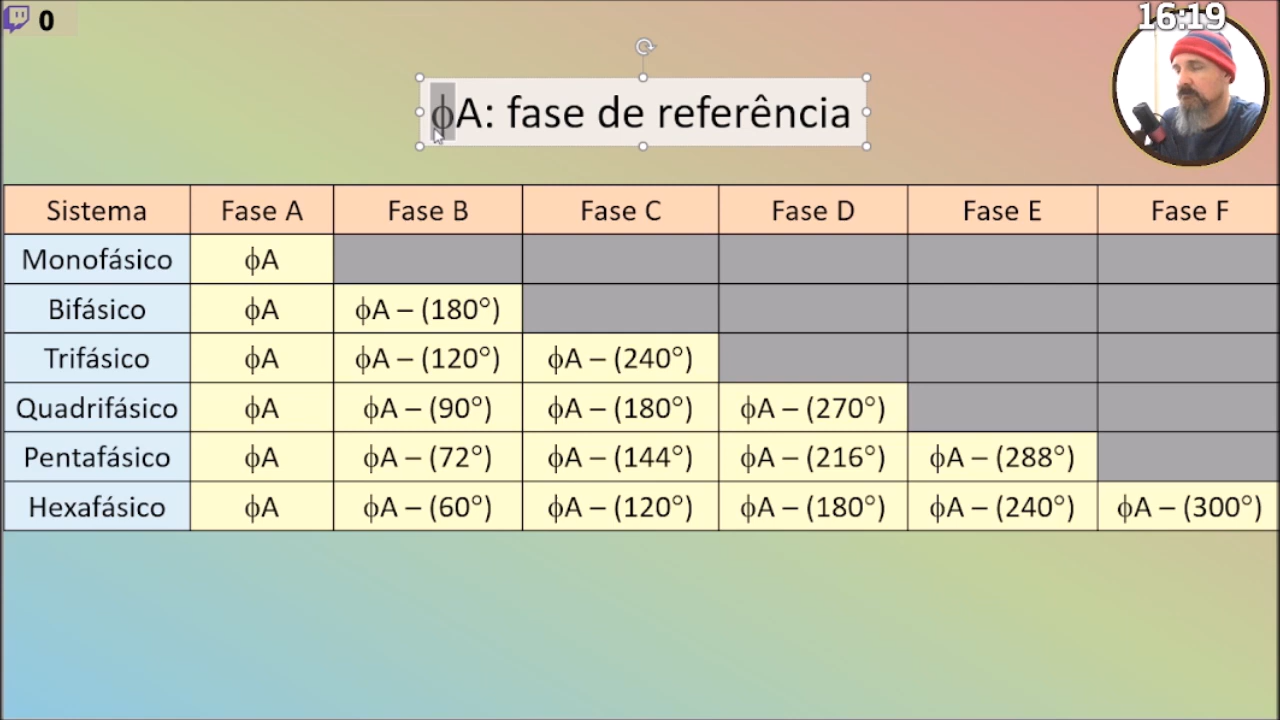 0
16:19
ϕA: fase de referência
Sistema Fase A Fase B Fase C Fase D Fase E Fase F
Monofásico ϕA
Bifásico ϕA ϕA – (180°)
Trifásico ϕA ϕA – (120°) ϕA – (240°)
Quadrifásico ϕA ϕA – (90°) ϕA – (180°) ϕA – (270°)
Pentafásico ϕA ϕA – (72°) ϕA – (144°) ϕA – (216°) ϕA – (288°)
Hexafásico ϕA ϕA – (60°) ϕA – (120°) ϕA – (180°) ϕA – (240°) ϕA – (300°)